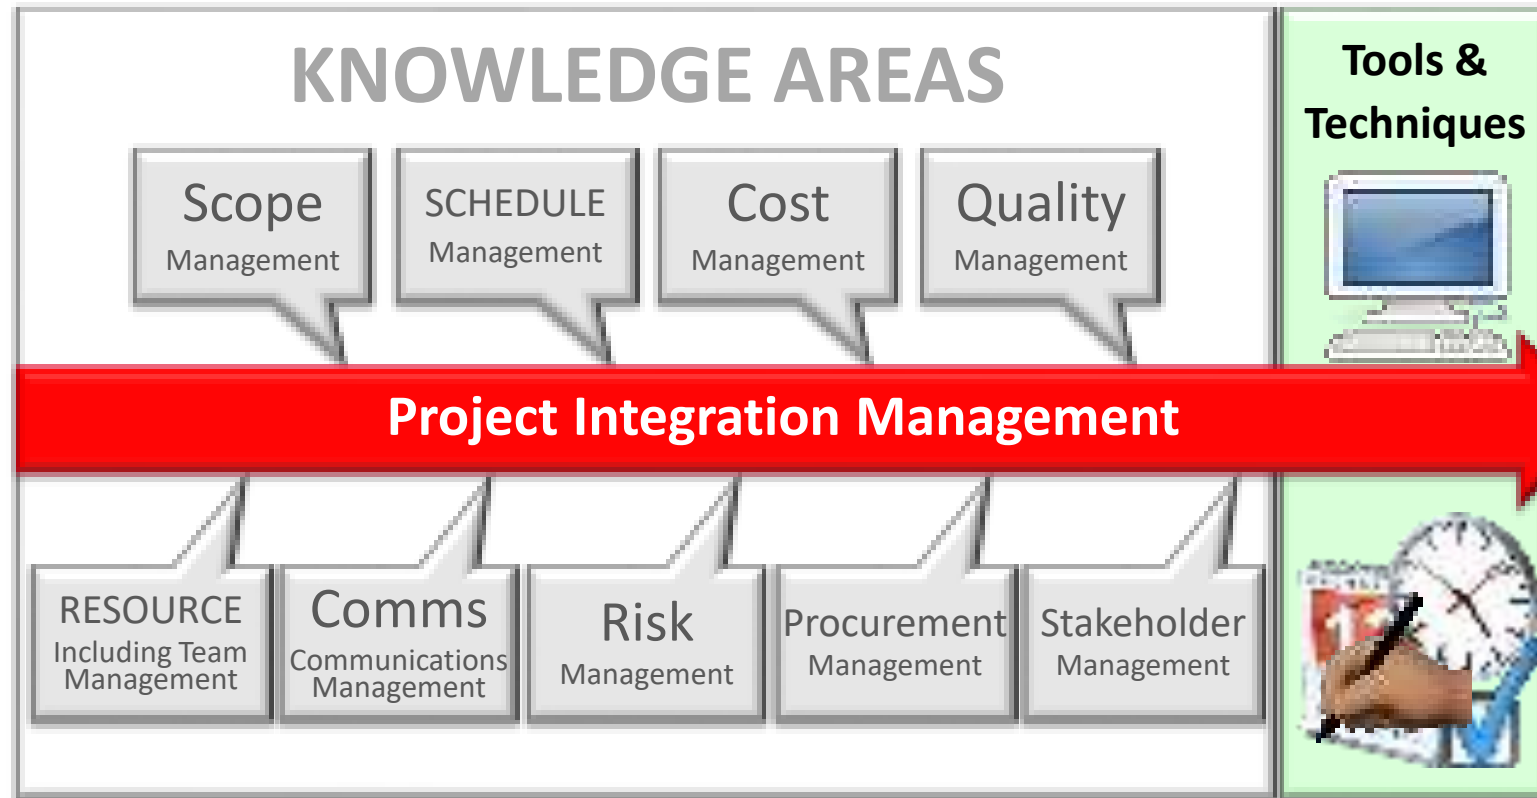 KNOWLEDGE AREAS
Tools &
Techniques
Scope
Management
SCHEDULE
Management
Cost
Management
Quality
Management
Project Integration Management
RESOURCE
Including Team
Management
Comms
Communications
Management
Risk
Management
Procurement
Management
Stakeholder
Management